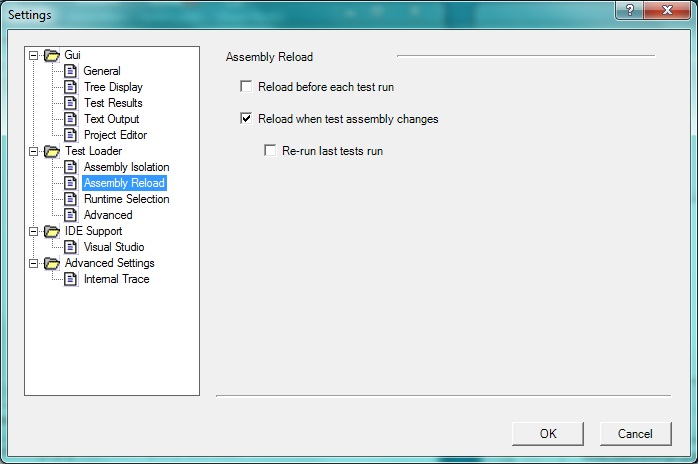 Settings
?
Gui
General
Tree Display
Test Results
Text Output
Project Editor
Test Loader
Assembly Isolation
Assembly Reload
Runtime Selection
Advanced
IDE Support
Visual Studio
Advanced Settings
Internal Trace
Assembly Reload
Reload before each test run
Reload when test assembly changes
Re-run last tests run
OK
Cancel